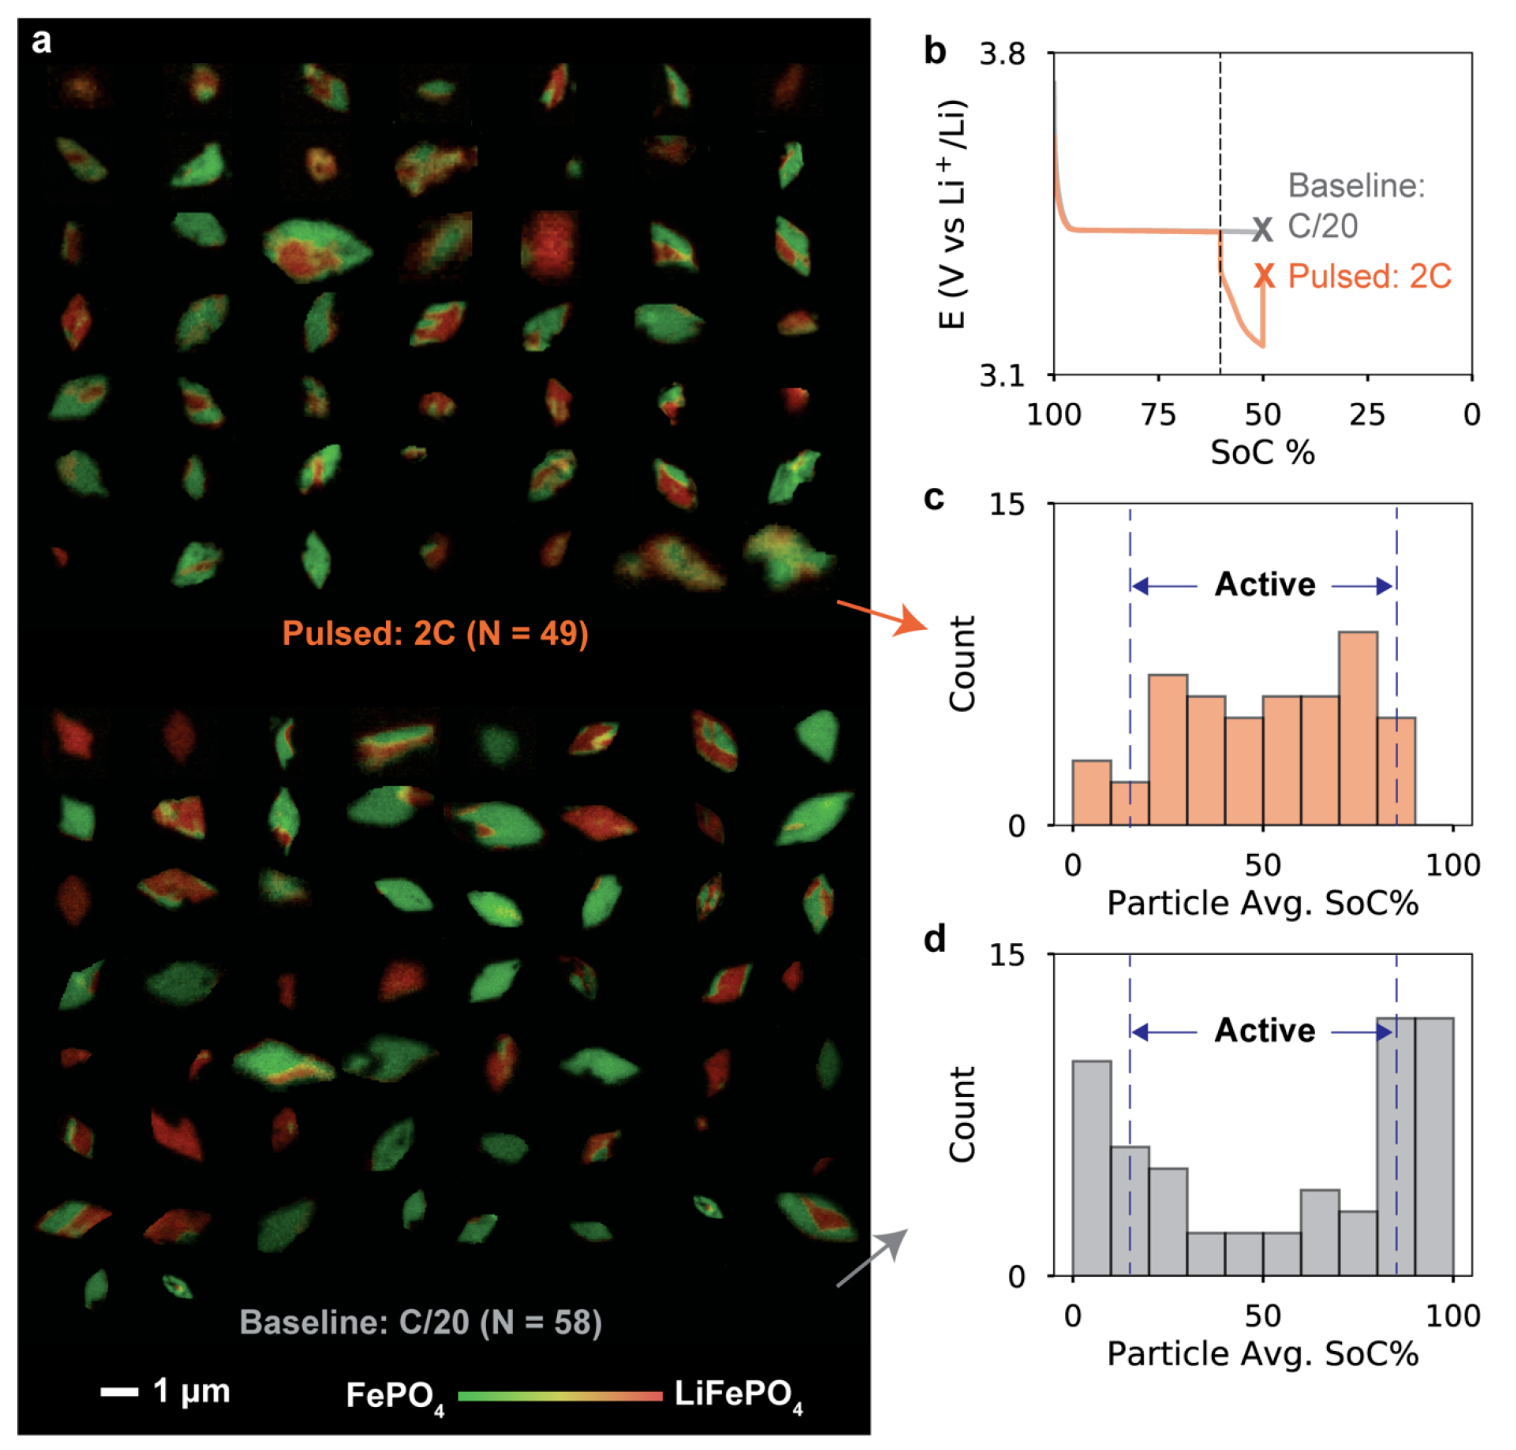 a
Pulsed: 2C (N = 49)
Baseline: C/20 (N = 58)
1 μm
FePO4
LiFePO4
b
3.8
3.1
E (V vs Li+/Li)
Baseline:
C/20
X
X Pulsed: 2C
100 75 50 25 0
SoC %
c
15
0
Count
Active
0 50 100
Particle Avg. SoC%
d
15
0
Count
Active
0 50 100
Particle Avg. SoC%